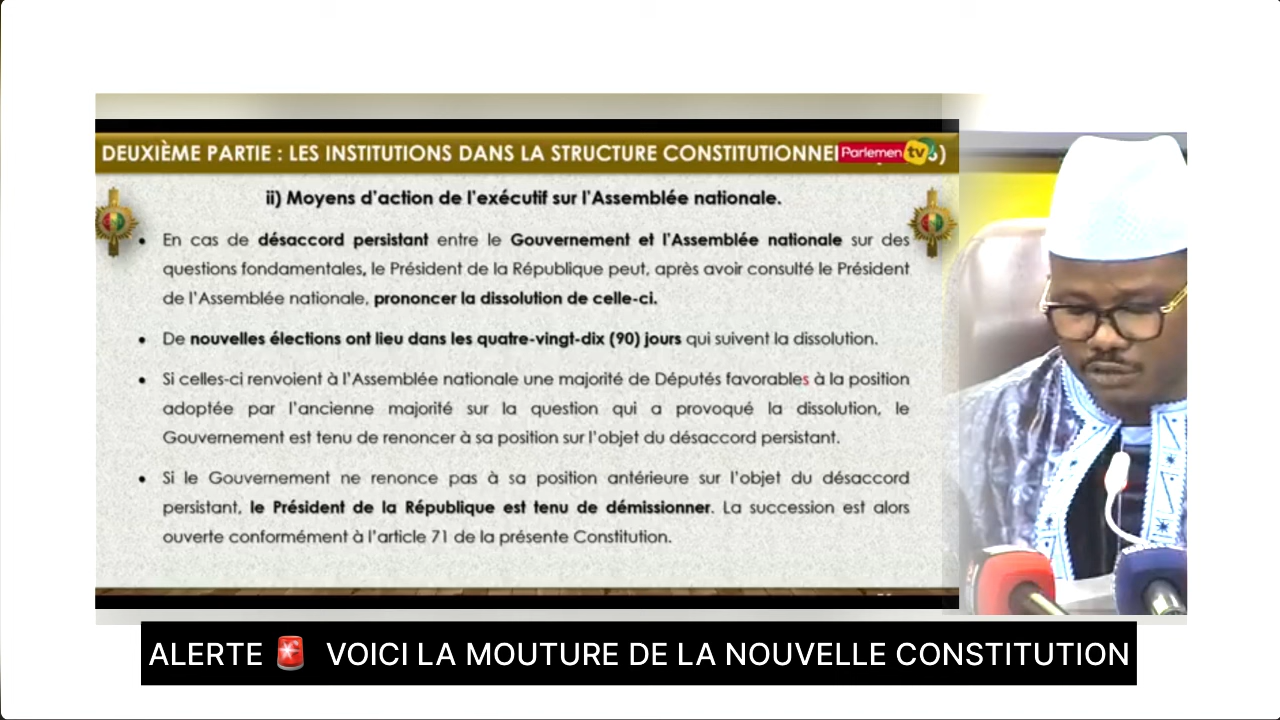 DEUXIÈME PARTIE : LES INSTITUTIONS DANS LA STRUCTURE CONSTITUTIONNEL
Parlemen tv
ii) Moyens d'action de l'exécutif sur l'Assemblée nationale.
• En cas de désaccord persistant entre le Gouvernement et l'Assemblée nationale sur des
questions fondamentales, le Président de la République peut, après avoir consulté le Président
de l'Assemblée nationale, prononcer la dissolution de celle-ci.
• De nouvelles élections ont lieu dans les quatre-vingt-dix (90) jours qui suivent la dissolution.
• Si celles-ci renvoient à l'Assemblée nationale une majorité de Députés favorables à la position
adoptée par l'ancienne majorité sur la question qui a provoqué la dissolution, le
Gouvernement est tenu de renoncer à sa position sur l'objet du désaccord persistant.
• Si le Gouvernement ne renonce pas à sa position antérieure sur l'objet du désaccord
persistant, le Président de la République est tenu de démissionner. La succession est alors
ouverte conformément à l'article 71 de la présente Constitution.
ALERTE 🚨 VOICI LA MOUTURE DE LA NOUVELLE CONSTITUTION